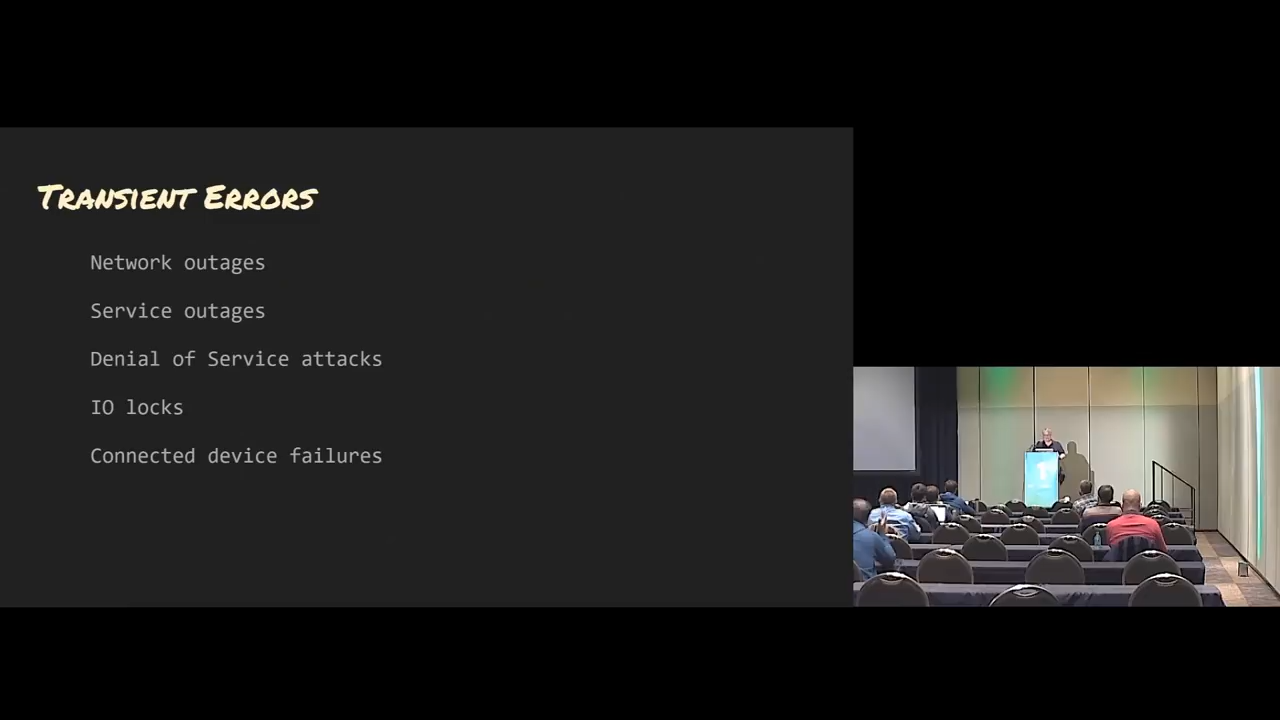 Transient Errors
Network outages
Service outages
Denial of Service attacks
IO locks
Connected device failures